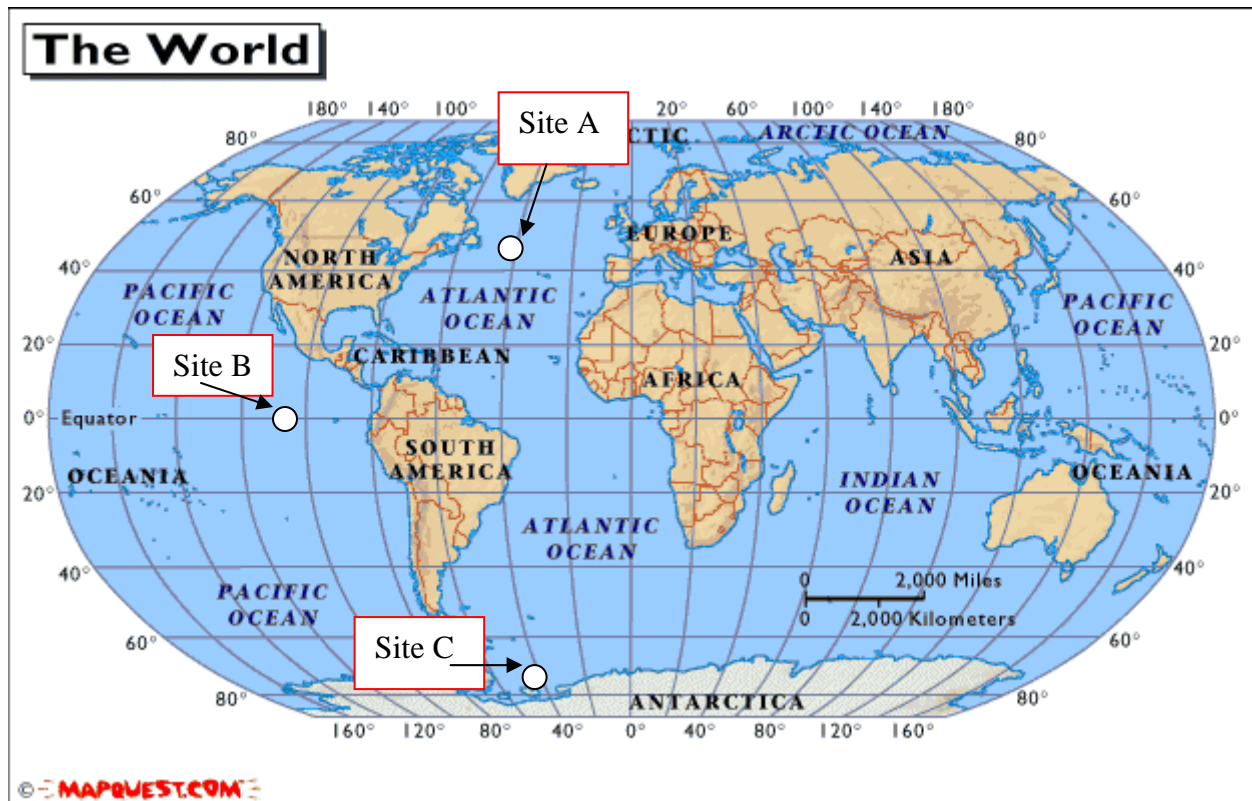 The World
180° 140° 100° 20° 60° 100° 140° 180°
Site A
CTIC
ARCTIC OCEAN
80° 80°
60° 60°
EUROPE
NORTH
AMERICA
ASIA
40° 40°
PACIFIC
OCEAN
ATLANTIC
OCEAN
PACIFIC
OCEAN
20° 20°
CARIBBEAN
Site B
AFRICA
0° Equator 0°
SOUTH
AMERICA
OCEANIA
OCEANIA
INDIAN
OCEAN
20° 20°
ATLANTIC
OCEAN
40° 40°
PACIFIC
OCEAN
0 2,000 Miles
0 2,000 Kilometers
60° 60°
Site C
80° 80°
ANTARCTICA
160° 120° 80° 40° 0° 40° 80° 120° 160°
© MAPQUEST.COM